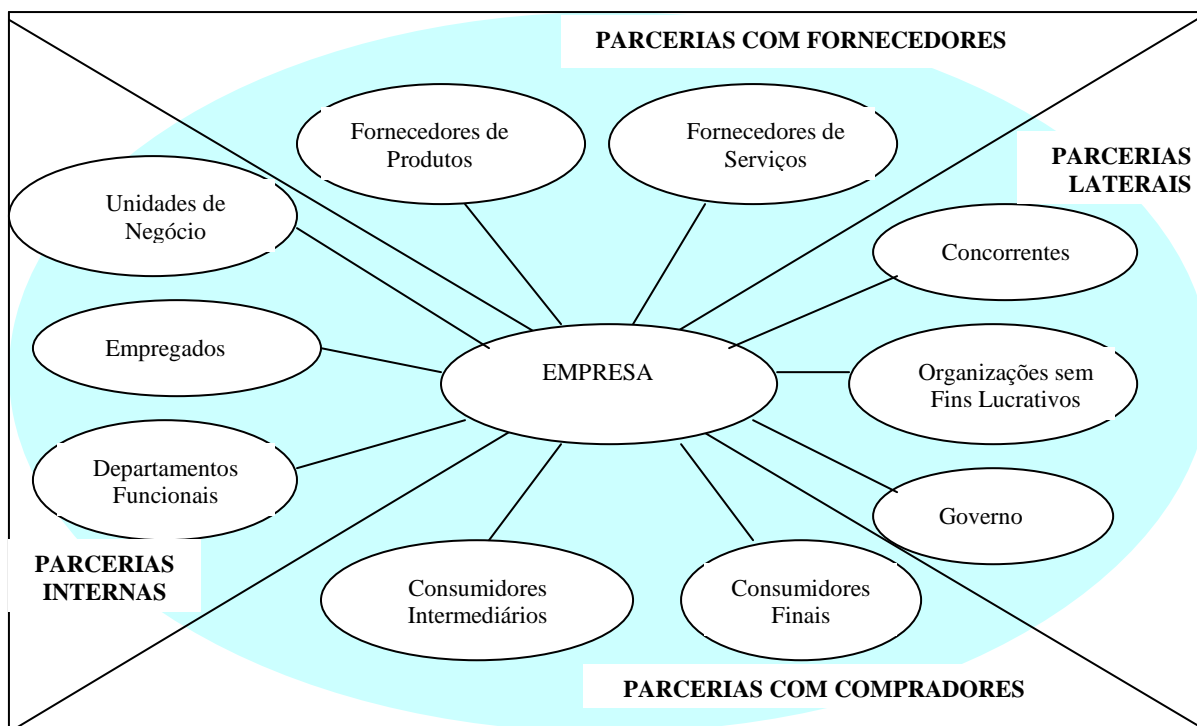 PARCERIAS COM FORNECEDORES
Fornecedores de
Produtos
Fornecedores de
Serviços
PARCERIAS
LATERAIS
Unidades de
Negócio
Concorrentes
Empregados
EMPRESA
Organizações sem
Fins Lucrativos
Departamentos
Funcionais
Governo
PARCERIAS
INTERNAS
Consumidores
Intermediários
Consumidores
Finais
PARCERIAS COM COMPRADORES